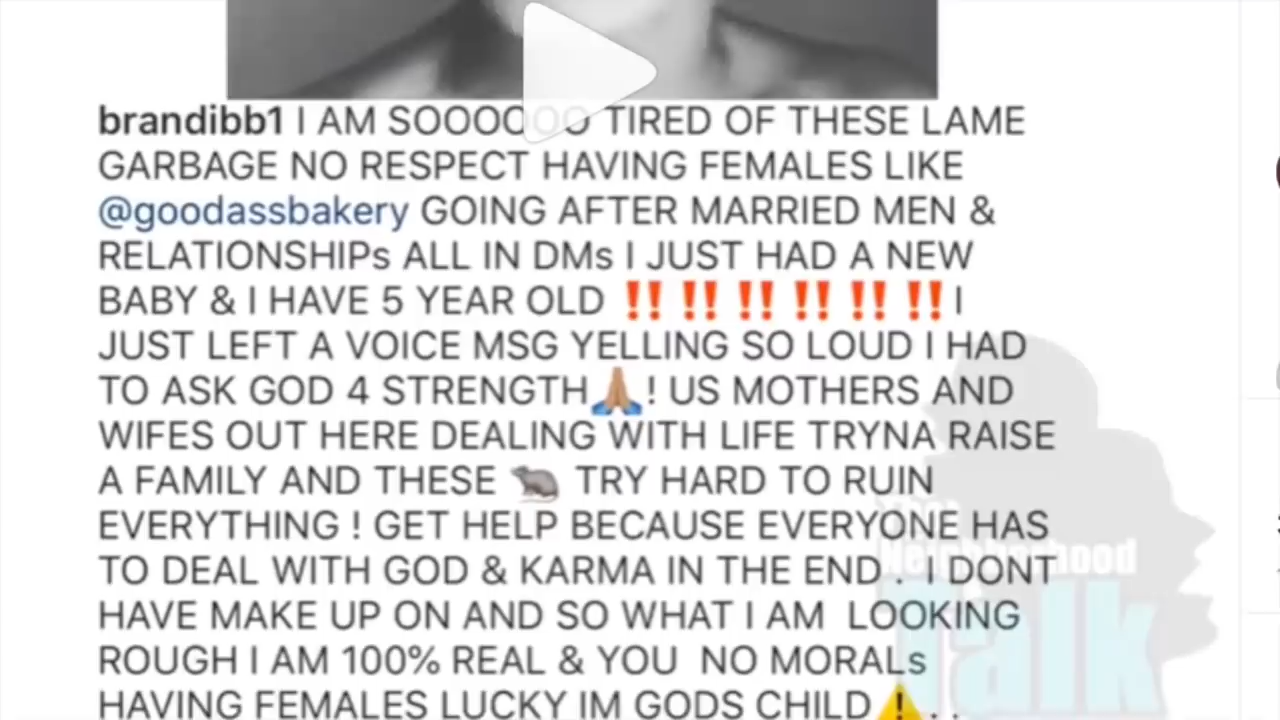 brandibb1 I AM SOOOOOO TIRED OF THESE LAME
GARBAGE NO RESPECT HAVING FEMALES LIKE
@goodassbakery GOING AFTER MARRIED MEN &
RELATIONSHIPs ALL IN DMs I JUST HAD A NEW
BABY & I HAVE 5 YEAR OLD ‼️ ‼️ ‼️ ‼️ ‼️ ‼️ I
JUST LEFT A VOICE MSG YELLING SO LOUD I HAD
TO ASK GOD 4 STRENGTH🙏🏽! US MOTHERS AND
WIFES OUT HERE DEALING WITH LIFE TRYNA RAISE
A FAMILY AND THESE 🐀 TRY HARD TO RUIN
EVERYTHING ! GET HELP BECAUSE EVERYONE HAS
TO DEAL WITH GOD & KARMA IN THE END . I DONT
HAVE MAKE UP ON AND SO WHAT I AM LOOKING
ROUGH I AM 100% REAL & YOU NO MORALs
HAVING FEMALES LUCKY IM GODS CHILD ⚠️ . .
Neighborhood
Talk